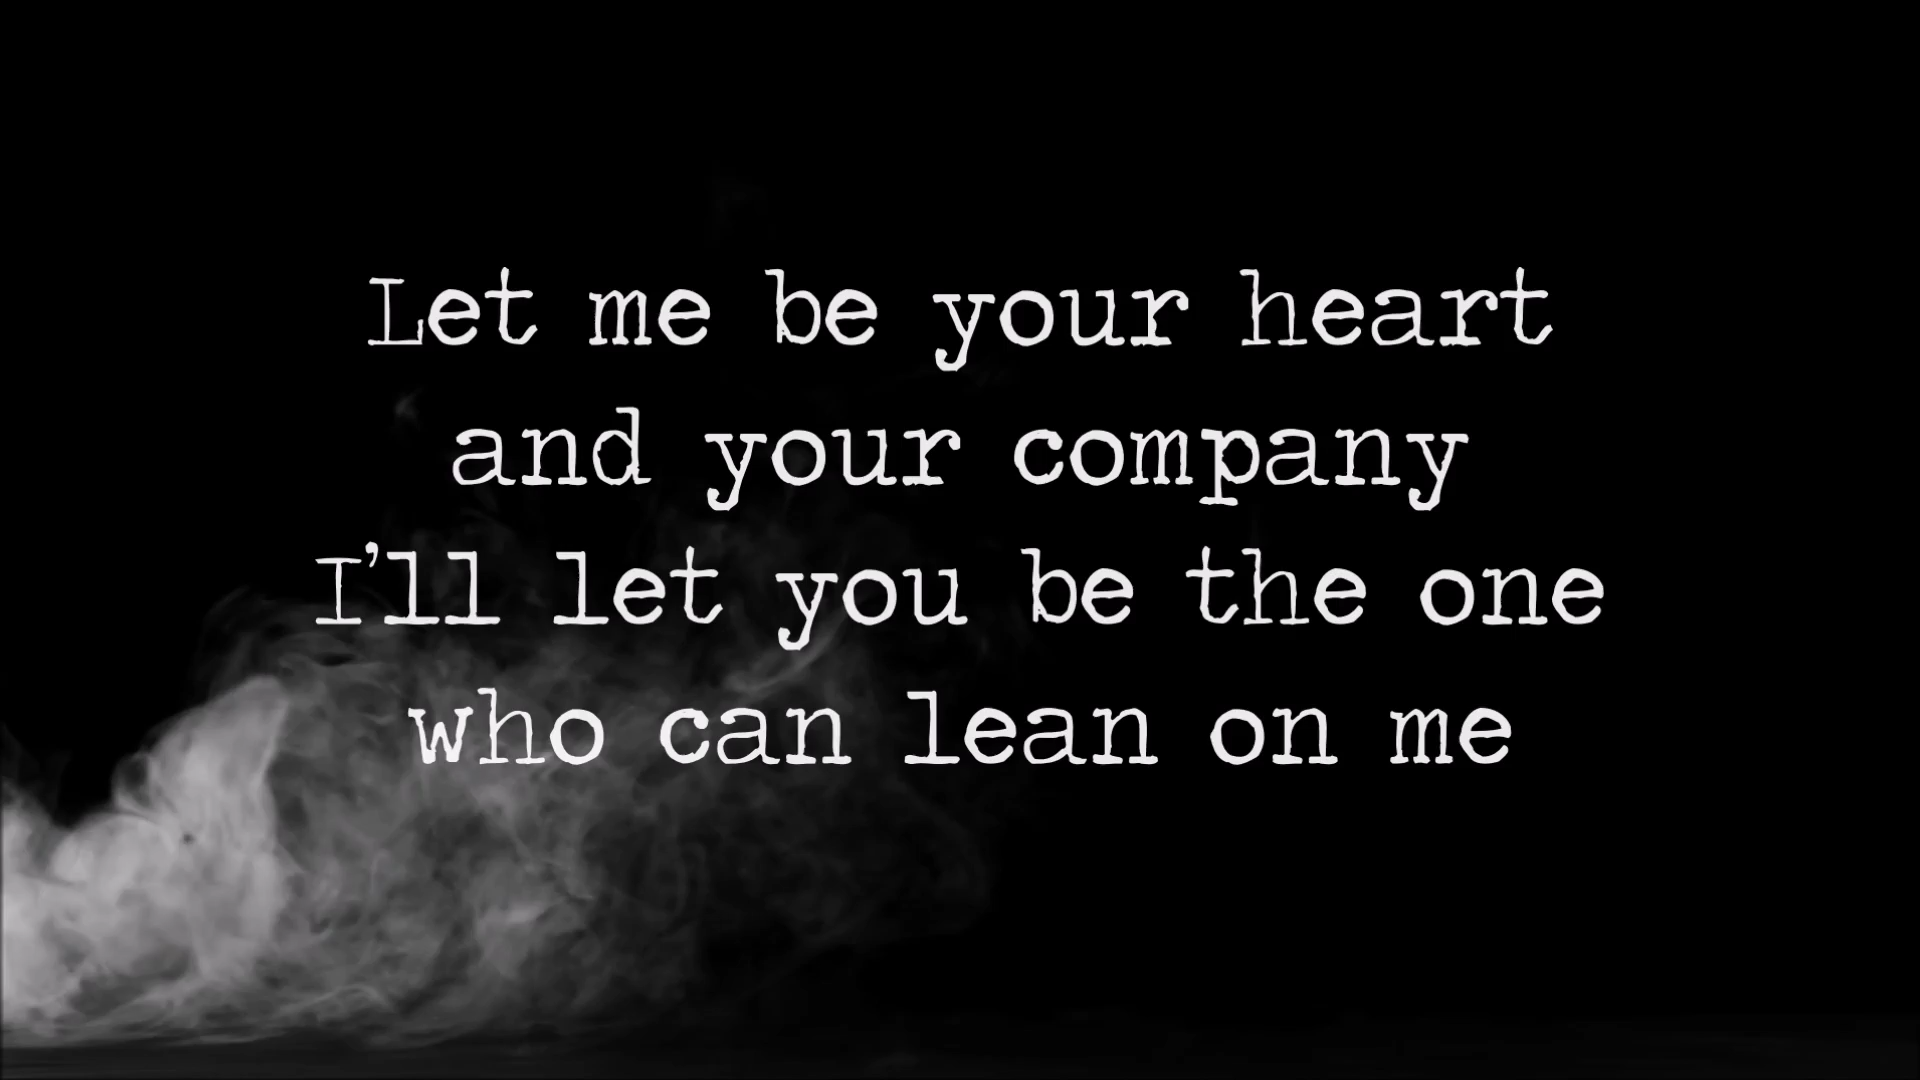 Let me be your heart
and your company
I’ll let you be the one
who can lean on me